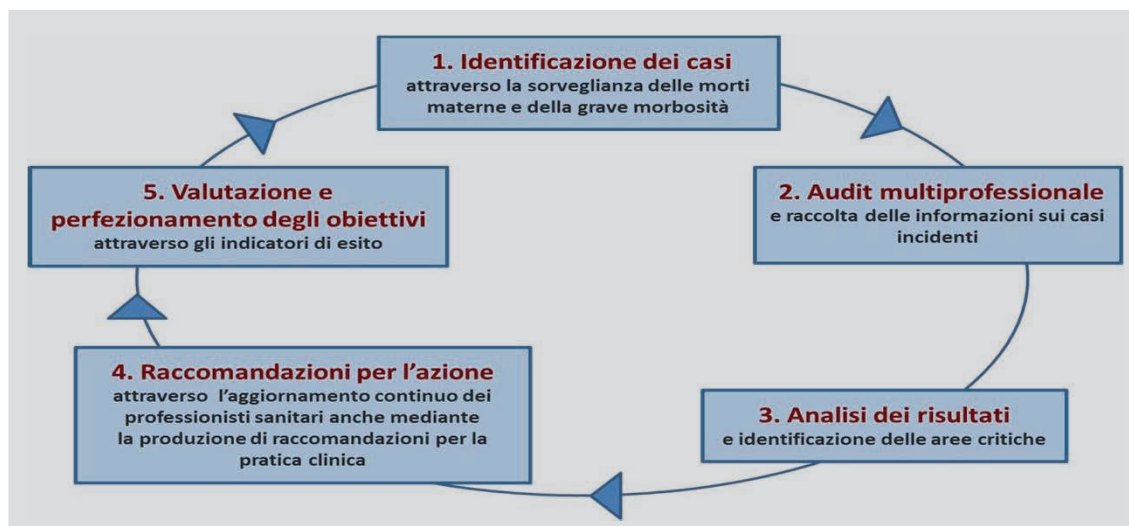 1. Identificazione dei casi
attraverso la sorveglianza delle morti
materne e della grave morbosità
2. Audit multiprofessionale
e raccolta delle informazioni sui casi
incidenti
3. Analisi dei risultati
e identificazione delle aree critiche
4. Raccomandazioni per l’azione
attraverso l’aggiornamento continuo dei
professionisti sanitari anche mediante
la produzione di raccomandazioni per la
pratica clinica
5. Valutazione e
perfezionamento degli obiettivi
attraverso gli indicatori di esito